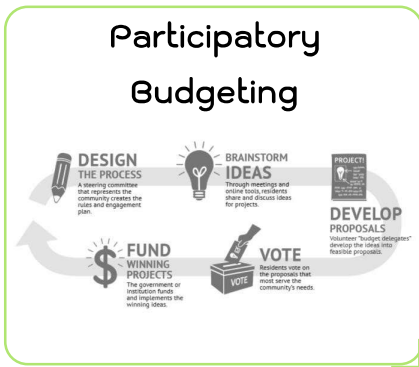 Participatory
Budgeting
DESIGN
THE PROCESS
A steering committee
that represents the
community creates the
rules and engagement
plan.
BRAINSTORM
IDEAS
Through meetings and
online tools, residents
share and discuss ideas
for projects.
PROJECT!
DEVELOP
PROPOSALS
Volunteer "budget delegates"
develop the ideas into
feasible proposals.
VOTE
VOTE
Residents vote on
the proposals that
most serve the
community's needs.
FUND
WINNING
PROJECTS
The government or
institution funds
and implements the
winning ideas.